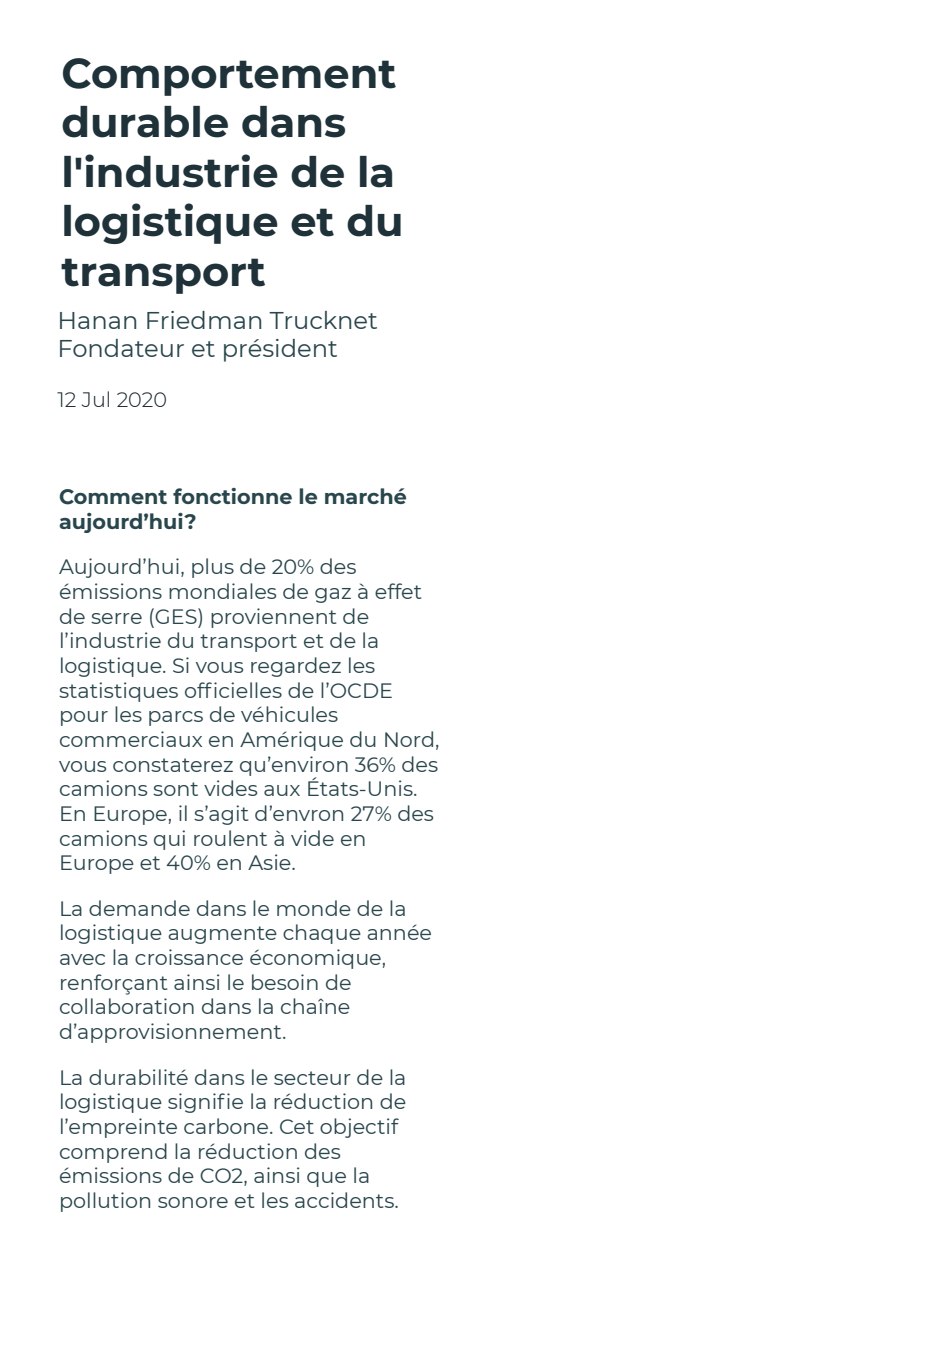 Comportement
durable dans
l'industrie de la
logistique et du
transport
Hanan Friedman Trucknet
Fondateur et président
12 Jul 2020
Comment fonctionne le marché
aujourd’hui?
Aujourd’hui, plus de 20% des
émissions mondiales de gaz à effet
de serre (GES) proviennent de
l’industrie du transport et de la
logistique. Si vous regardez les
statistiques officielles de l’OCDE
pour les parcs de véhicules
commerciaux en Amérique du Nord,
vous constaterez qu’environ 36% des
camions sont vides aux États-Unis.
En Europe, il s’agit d’envron 27% des
camions qui roulent à vide en
Europe et 40% en Asie.
La demande dans le monde de la
logistique augmente chaque année
avec la croissance économique,
renforçant ainsi le besoin de
collaboration dans la chaîne
d’approvisionnement.
La durabilité dans le secteur de la
logistique signifie la réduction de
l’empreinte carbone. Cet objectif
comprend la réduction des
émissions de CO2, ainsi que la
pollution sonore et les accidents.